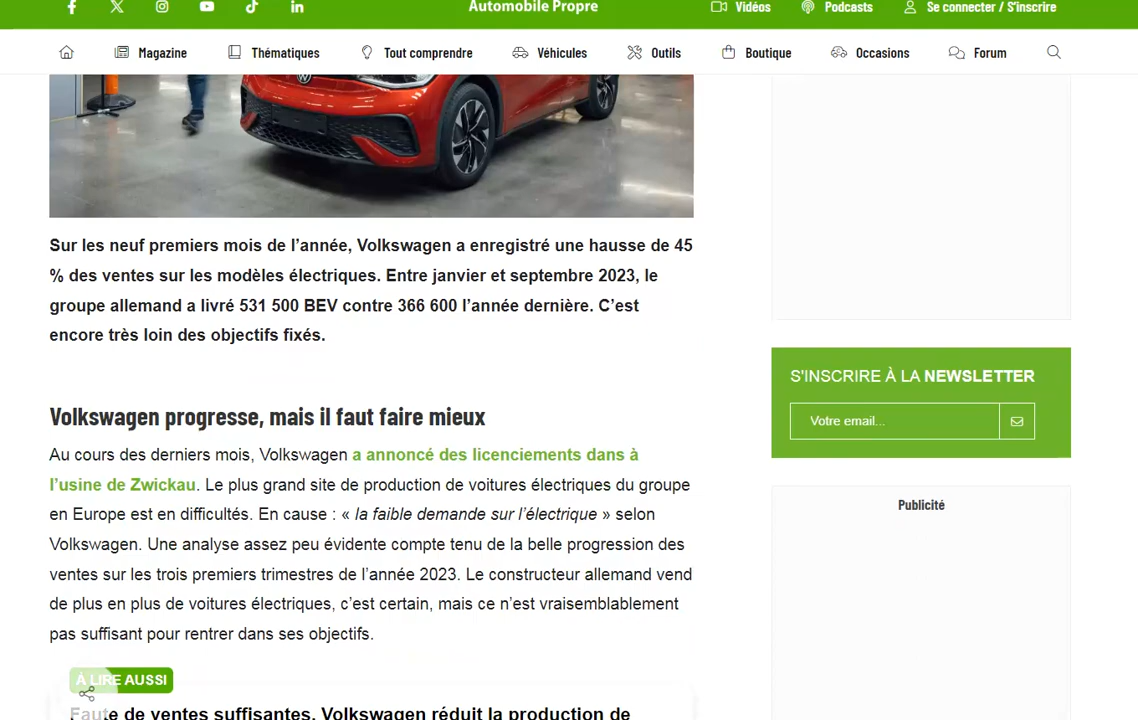 Automobile Propre
Vidéos
Podcasts
Se connecter / S'inscrire
Magazine
Thématiques
Tout comprendre
Véhicules
Outils
Boutique
Occasions
Forum
Sur les neuf premiers mois de l’année, Volkswagen a enregistré une hausse de 45
% des ventes sur les modèles électriques. Entre janvier et septembre 2023, le
groupe allemand a livré 531 500 BEV contre 366 600 l’année dernière. C’est
encore très loin des objectifs fixés.
Volkswagen progresse, mais il faut faire mieux
Au cours des derniers mois, Volkswagen a annoncé des licenciements dans à
l’usine de Zwickau. Le plus grand site de production de voitures électriques du groupe
en Europe est en difficultés. En cause : « la faible demande sur l’électrique » selon
Volkswagen. Une analyse assez peu évidente compte tenu de la belle progression des
ventes sur les trois premiers trimestres de l’année 2023. Le constructeur allemand vend
de plus en plus de voitures électriques, c’est certain, mais ce n’est vraisemblablement
pas suffisant pour rentrer dans ses objectifs.
À LIRE AUSSI
Faute de ventes suffisantes, Volkswagen réduit la production de
S'INSCRIRE À LA NEWSLETTER
Votre email...
Publicité